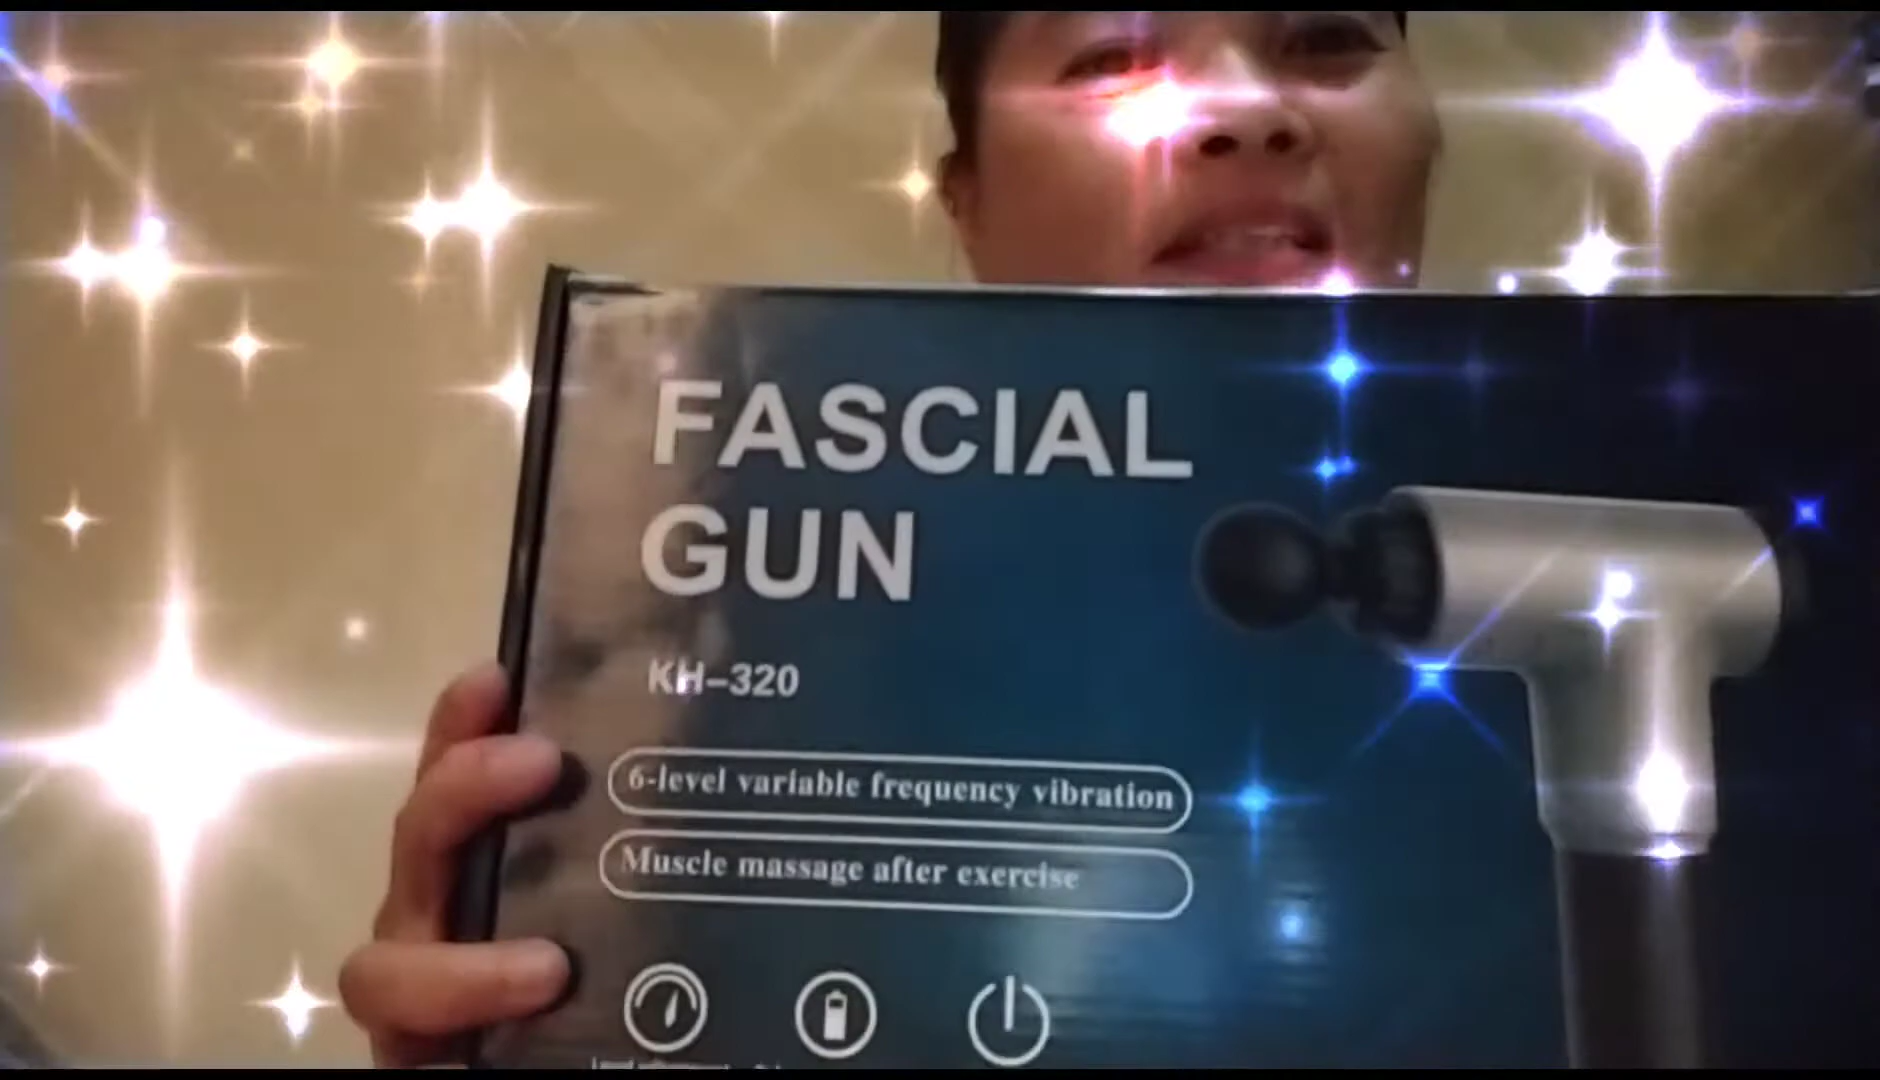 FASCIAL
GUN
KH-320
6-level variable frequency vibration
Muscle massage after exercise